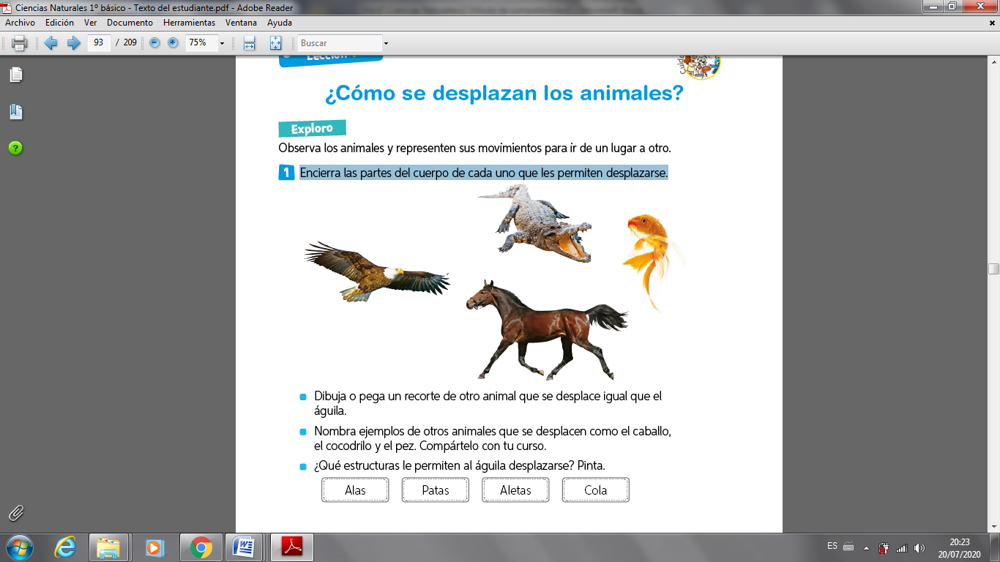 Ciencias Naturales 1º básico - Texto del estudiante.pdf - Adobe Reader
Archivo Edición Ver Documento Herramientas Ventana Ayuda
93 / 209 75% Buscar
Lección
Cuido
¿Cómo se desplazan los animales?
Exploro
Observa los animales y representen sus movimientos para ir de un lugar a otro.
1 Encierra las partes del cuerpo de cada uno que les permiten desplazarse.
Dibuja o pega un recorte de otro animal que se desplace igual que el
águila.
Nombra ejemplos de otros animales que se desplacen como el caballo,
el cocodrilo y el pez. Compártelo con tu curso.
¿Qué estructuras le permiten al águila desplazarse? Pinta.
Alas Patas Aletas Cola
ES 20:23
20/07/2020